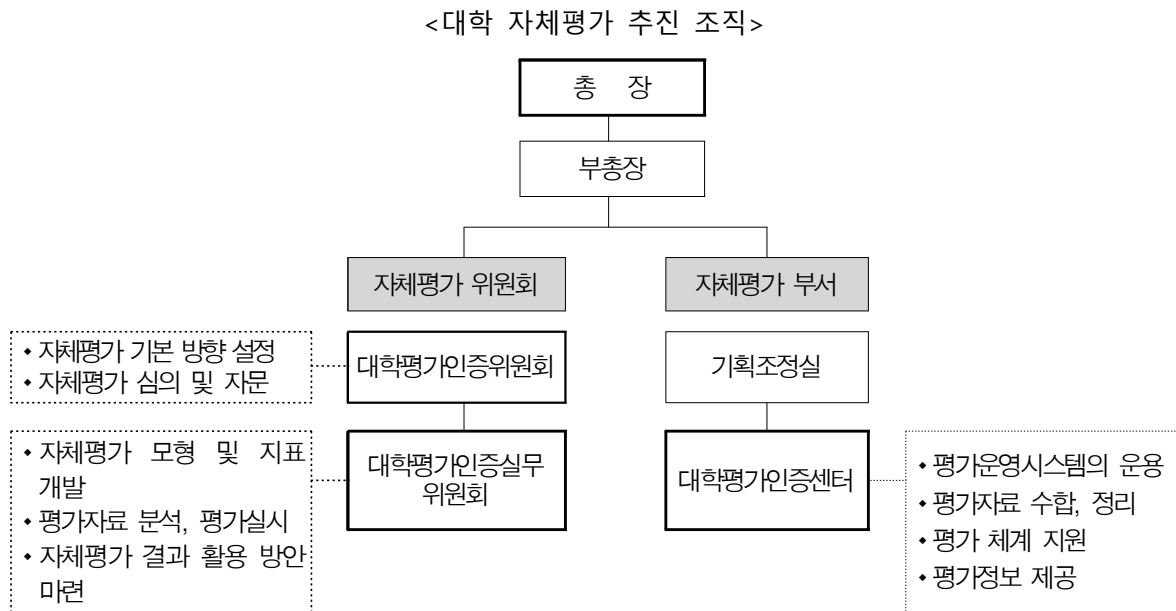 <대학 자체평가 추진 조직>
총 장
부총장
자체평가 위원회
자체평가 부서
◆ 자체평가 기본 방향 설정
◆ 자체평가 심의 및 자문
대학평가인증위원회
기획조정실
◆ 자체평가 모형 및 지표
개발
◆ 평가자료 분석, 평가실시
◆ 자체평가 결과 활용 방안
마련
대학평가인증실무
위원회
대학평가인증센터
◆ 평가운영시스템의 운용
◆ 평가자료 수합, 정리
◆ 평가 체계 지원
◆ 평가정보 제공